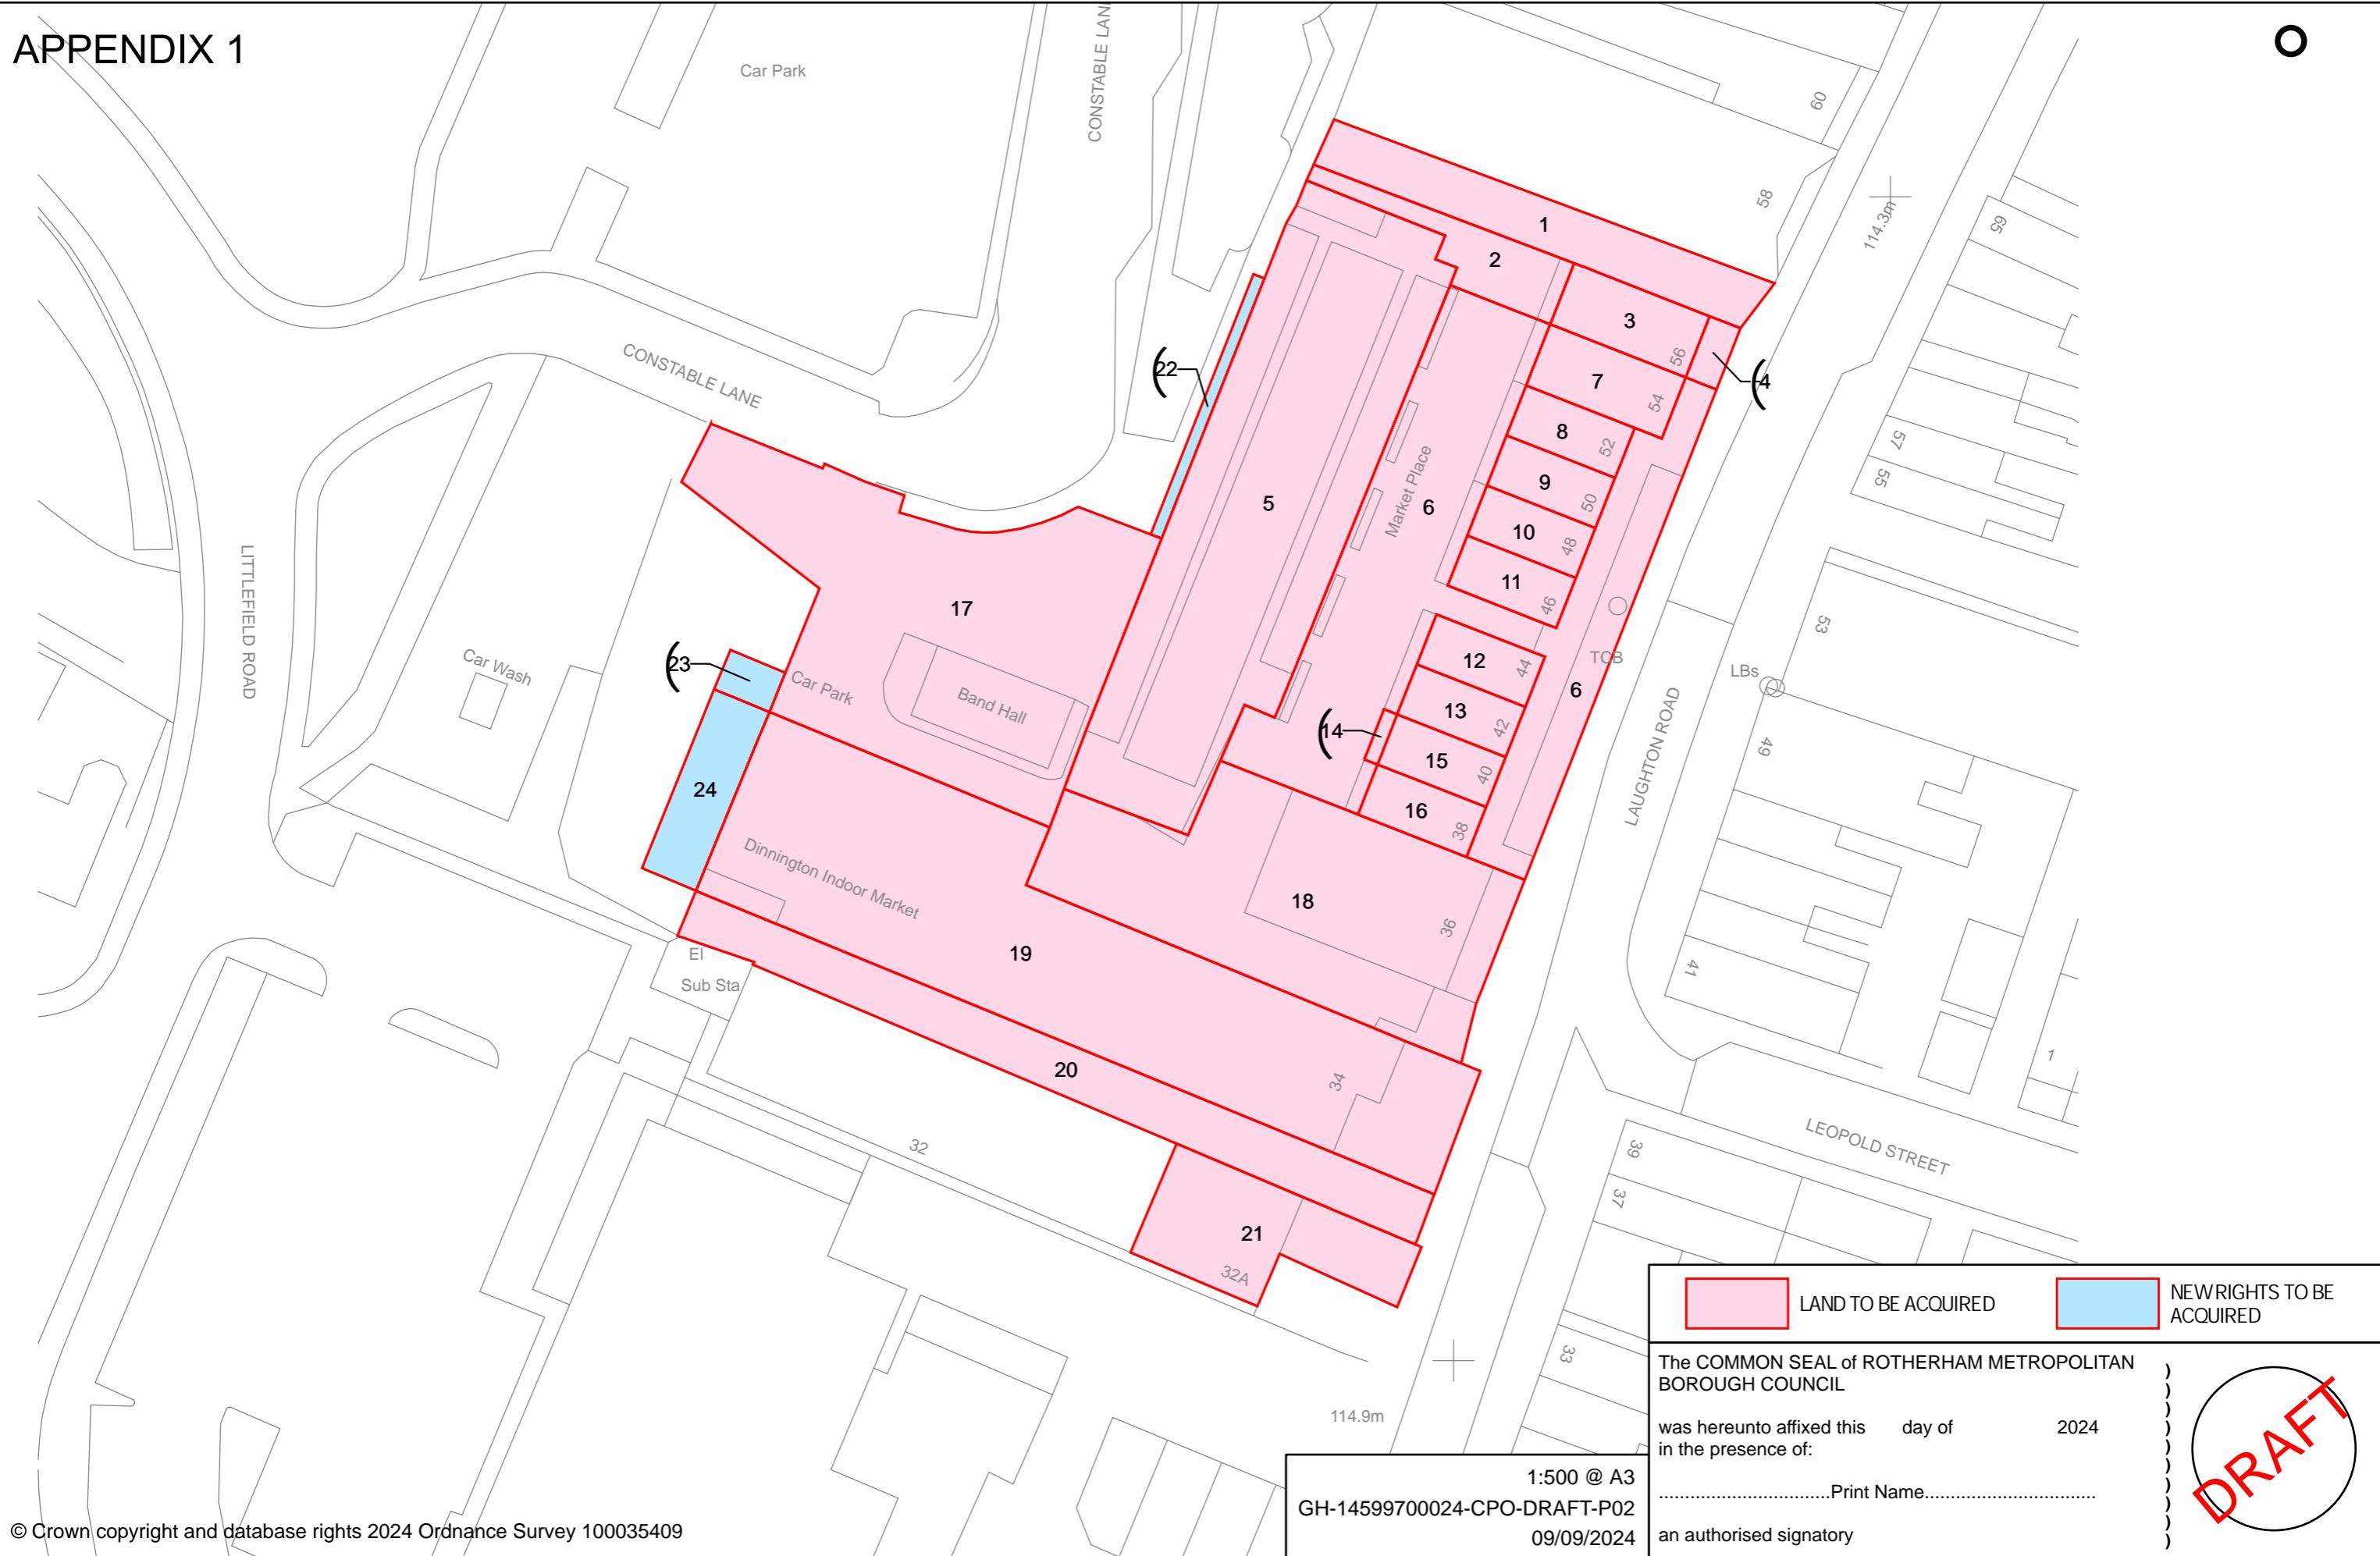 APPENDIX 1
Car Park
CONSTABLE LANE
60
58
114.3m
65
1
2
3
56
4
22
CONSTABLE LANE
7
54
8
52
57
9
50
55
5
Market Place
6
10
48
11
46
LITTLEFIELD ROAD
17
53
12
44
TCB
Car Wash
23
Car Park
Band Hall
6
LBs
13
42
14
15
40
49
LAUGHTON ROAD
24
16
38
Dinnington Indoor Market
18
36
19
41
El
Sub Sta
20
34
1
32
LEOPOLD STREET
39
37
21
32A
33
114.9m
LAND TO BE ACQUIRED
NEW RIGHTS TO BE
ACQUIRED
The COMMON SEAL of ROTHERHAM METROPOLITAN
BOROUGH COUNCIL
was hereunto affixed this day of 2024
in the presence of:
..............................Print Name..............................
an authorised signatory
DRAFT
1:500 @ A3
GH-14599700024-CPO-DRAFT-P02
09/09/2024
© Crown copyright and database rights 2024 Ordnance Survey 100035409